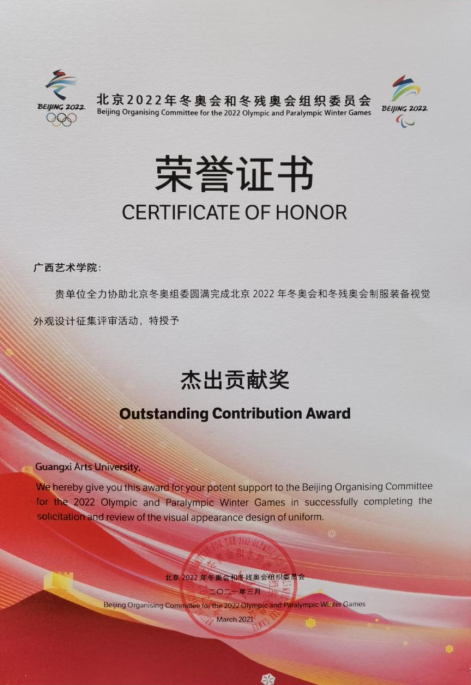 北京2022年冬奥会和冬残奥会组织委员会
Beijing Organising Committee for the 2022 Olympic and Paralympic Winter Games
BEIJING 2022
BEIJING 2022
荣誉证书
CERTIFICATE OF HONOR
广西艺术学院：
贵单位全力协助北京冬奥组委圆满完成北京 2022 年冬奥会和冬残奥会制服装备视觉
外观设计征集评审活动，特授予
杰出贡献奖
Outstanding Contribution Award
Guangxi Arts University,
We hereby give you this award for your potent support to the Beijing Organising Committee
for the 2022 Olympic and Paralympic Winter Games in successfully completing the
solicitation and review of the visual appearance design of uniform.
北京 2022 年冬奥会和冬残奥会组织委员会
二〇二一年三月
Beijing Organising Committee for the 2022 Olympic and Paralympic Winter Games
March 2021